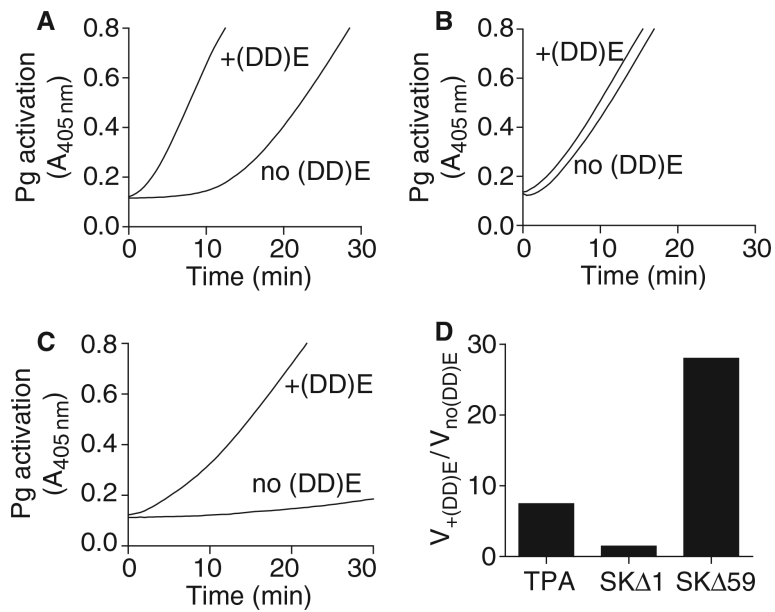 A
Pg activation
(A405 nm)
0.8
0.6
0.4
0.2
0.0
+(DD)E
no (DD)E
0 10 20 30
Time (min)
B
Pg activation
(A405 nm)
0.8
0.6
0.4
0.2
0.0
+(DD)E
no (DD)E
0 10 20 30
Time (min)
C
Pg activation
(A405 nm)
0.8
0.6
0.4
0.2
0.0
+(DD)E
no (DD)E
0 10 20 30
Time (min)
D
V+(DD)E / Vno(DD)E
30
20
10
0
TPA SKΔ1 SKΔ59